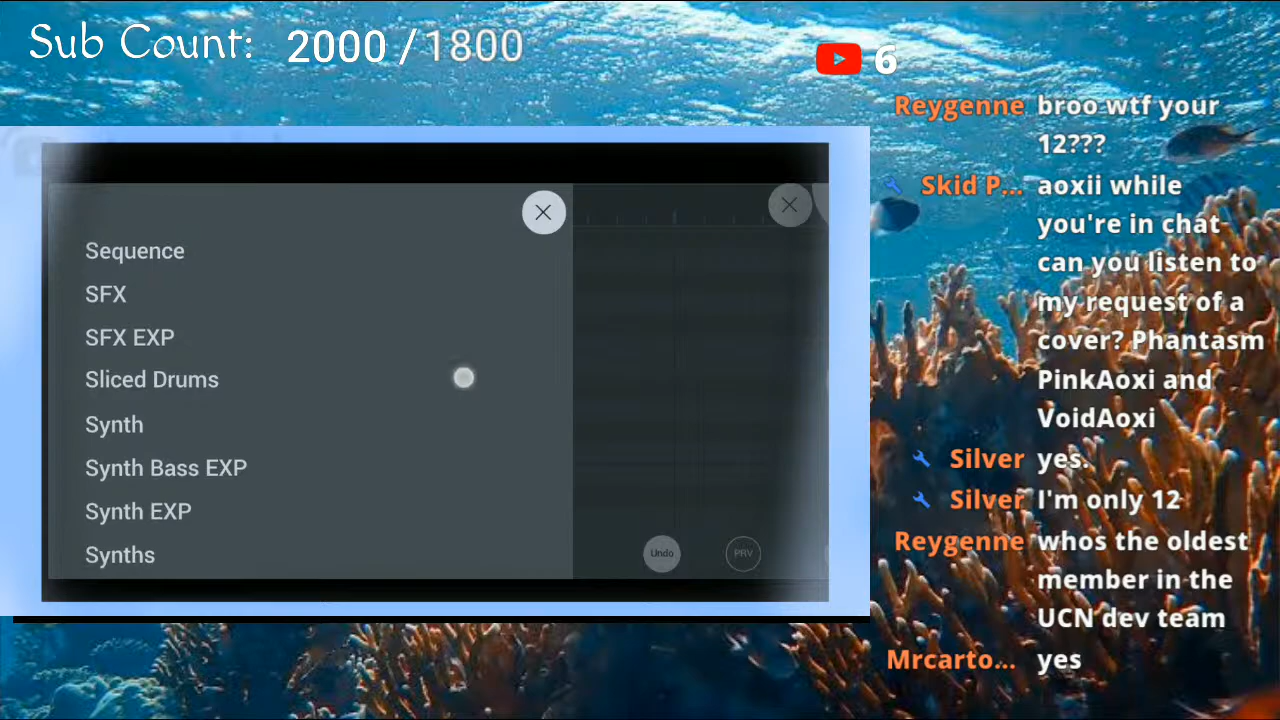 Sub Count: 2000 / 1800
6
Sequence
SFX
SFX EXP
Sliced Drums
Synth
Synth Bass EXP
Synth EXP
Synths
Undo
PRV
Reygenne broo wtf your
12???
Skid P... aoxii while
you're in chat
can you listen to
my request of a
cover? Phantasm
PinkAoxi and
VoidAoxi
Silver yes.
Silver I'm only 12
Reygenne whos the oldest
member in the
UCN dev team
Mrcarto... yes